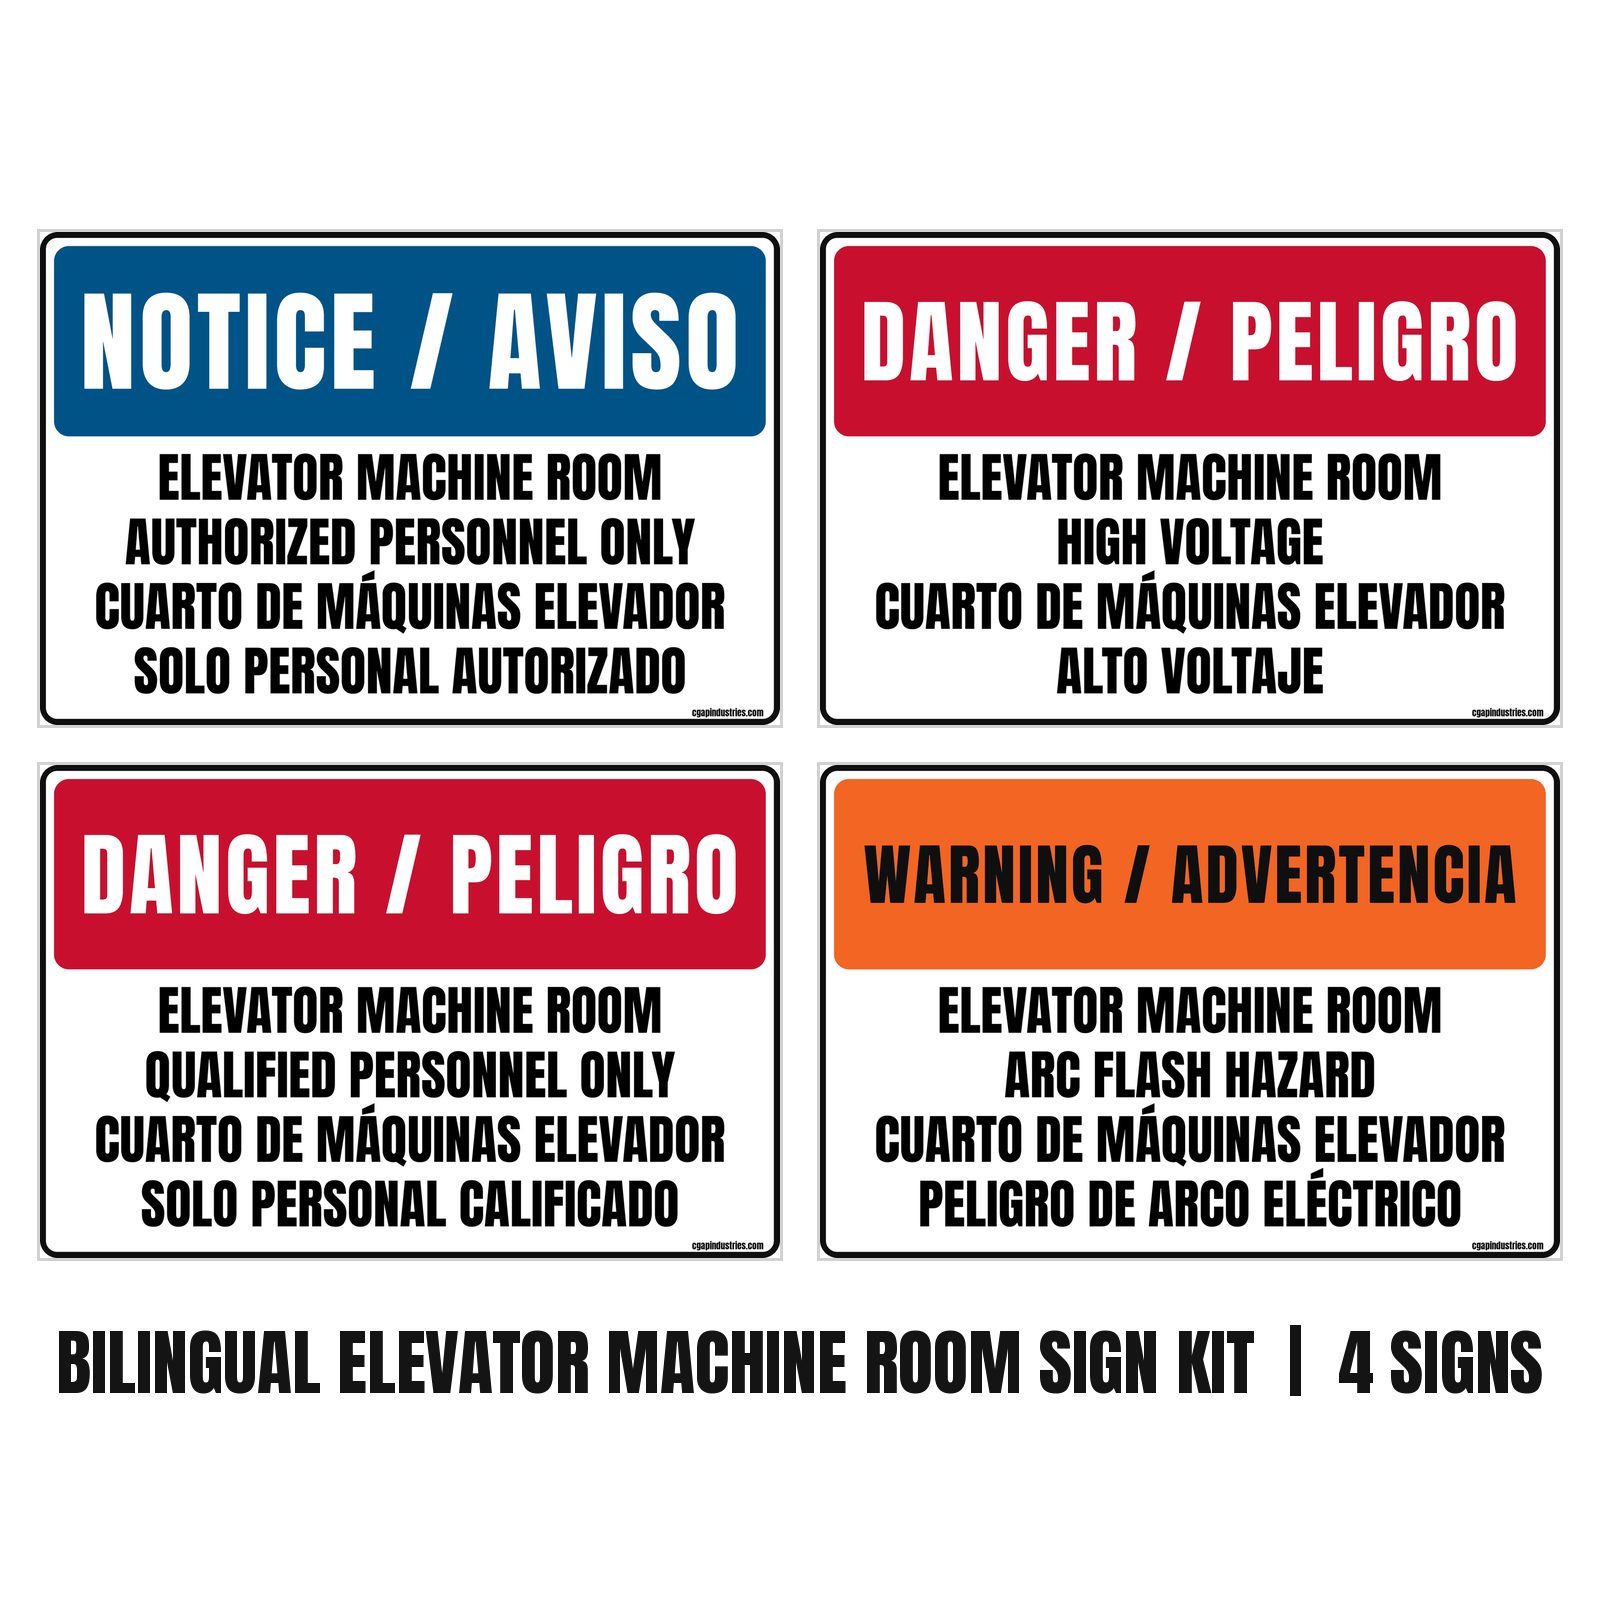 NOTICE / AVISO
ELEVATOR MACHINE ROOM
AUTHORIZED PERSONNEL ONLY
CUARTO DE MÁQUINAS ELEVADOR
SOLO PERSONAL AUTORIZADO
cgapindustries.com
DANGER / PELIGRO
ELEVATOR MACHINE ROOM
HIGH VOLTAGE
CUARTO DE MÁQUINAS ELEVADOR
ALTO VOLTAJE
cgapindustries.com
DANGER / PELIGRO
ELEVATOR MACHINE ROOM
QUALIFIED PERSONNEL ONLY
CUARTO DE MÁQUINAS ELEVADOR
SOLO PERSONAL CALIFICADO
cgapindustries.com
WARNING / ADVERTENCIA
ELEVATOR MACHINE ROOM
ARC FLASH HAZARD
CUARTO DE MÁQUINAS ELEVADOR
PELIGRO DE ARCO ELÉCTRICO
cgapindustries.com
BILINGUAL ELEVATOR MACHINE ROOM SIGN KIT | 4 SIGNS